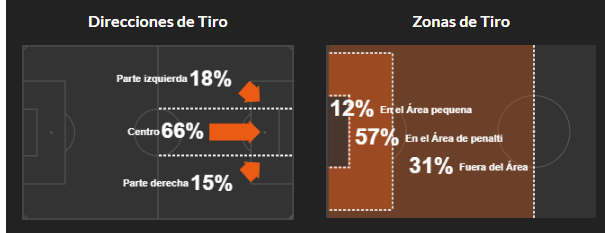 Direcciones de Tiro
Parte izquierda 18%
Centro 66%
Parte derecha 15%
Zonas de Tiro
12% En el Área pequena
57% En el Área de penalti
31% Fuera del Área